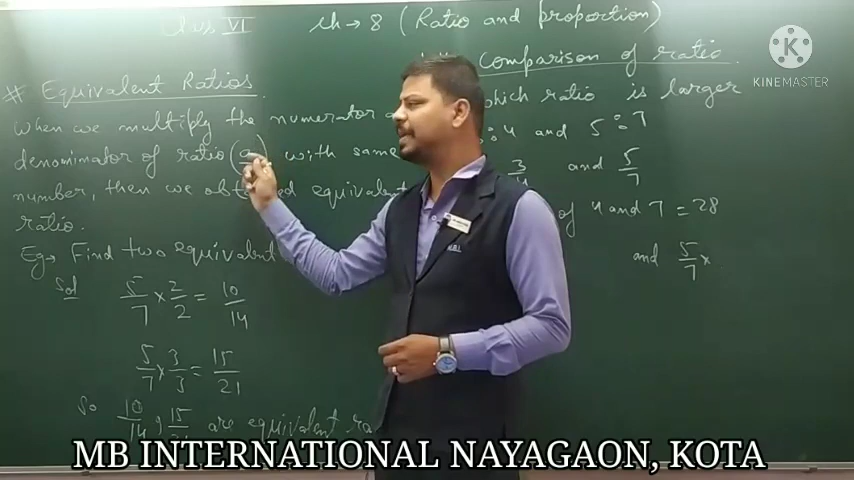 Class VI ch → 8 (Ratio and proportion)
# Equivalent Ratios
When we multiply the numerator
denominator of ratio (a with same
number, then we obtained equivalent
ratio.
Eg → Find two equivalent
Sol 5/7 × 2/2 = 10/14
5/7 × 3/3 = 15/21
So 10/14, 15/21 are equivalent
Comparison of ratio
which ratio is larger
:4 and 5:7
3/4 and 5/7
of 4 and 7 = 28
and 5/7 ×
K
KINEMASTER
MB INTERNATIONAL NAYAGAON, KOTA